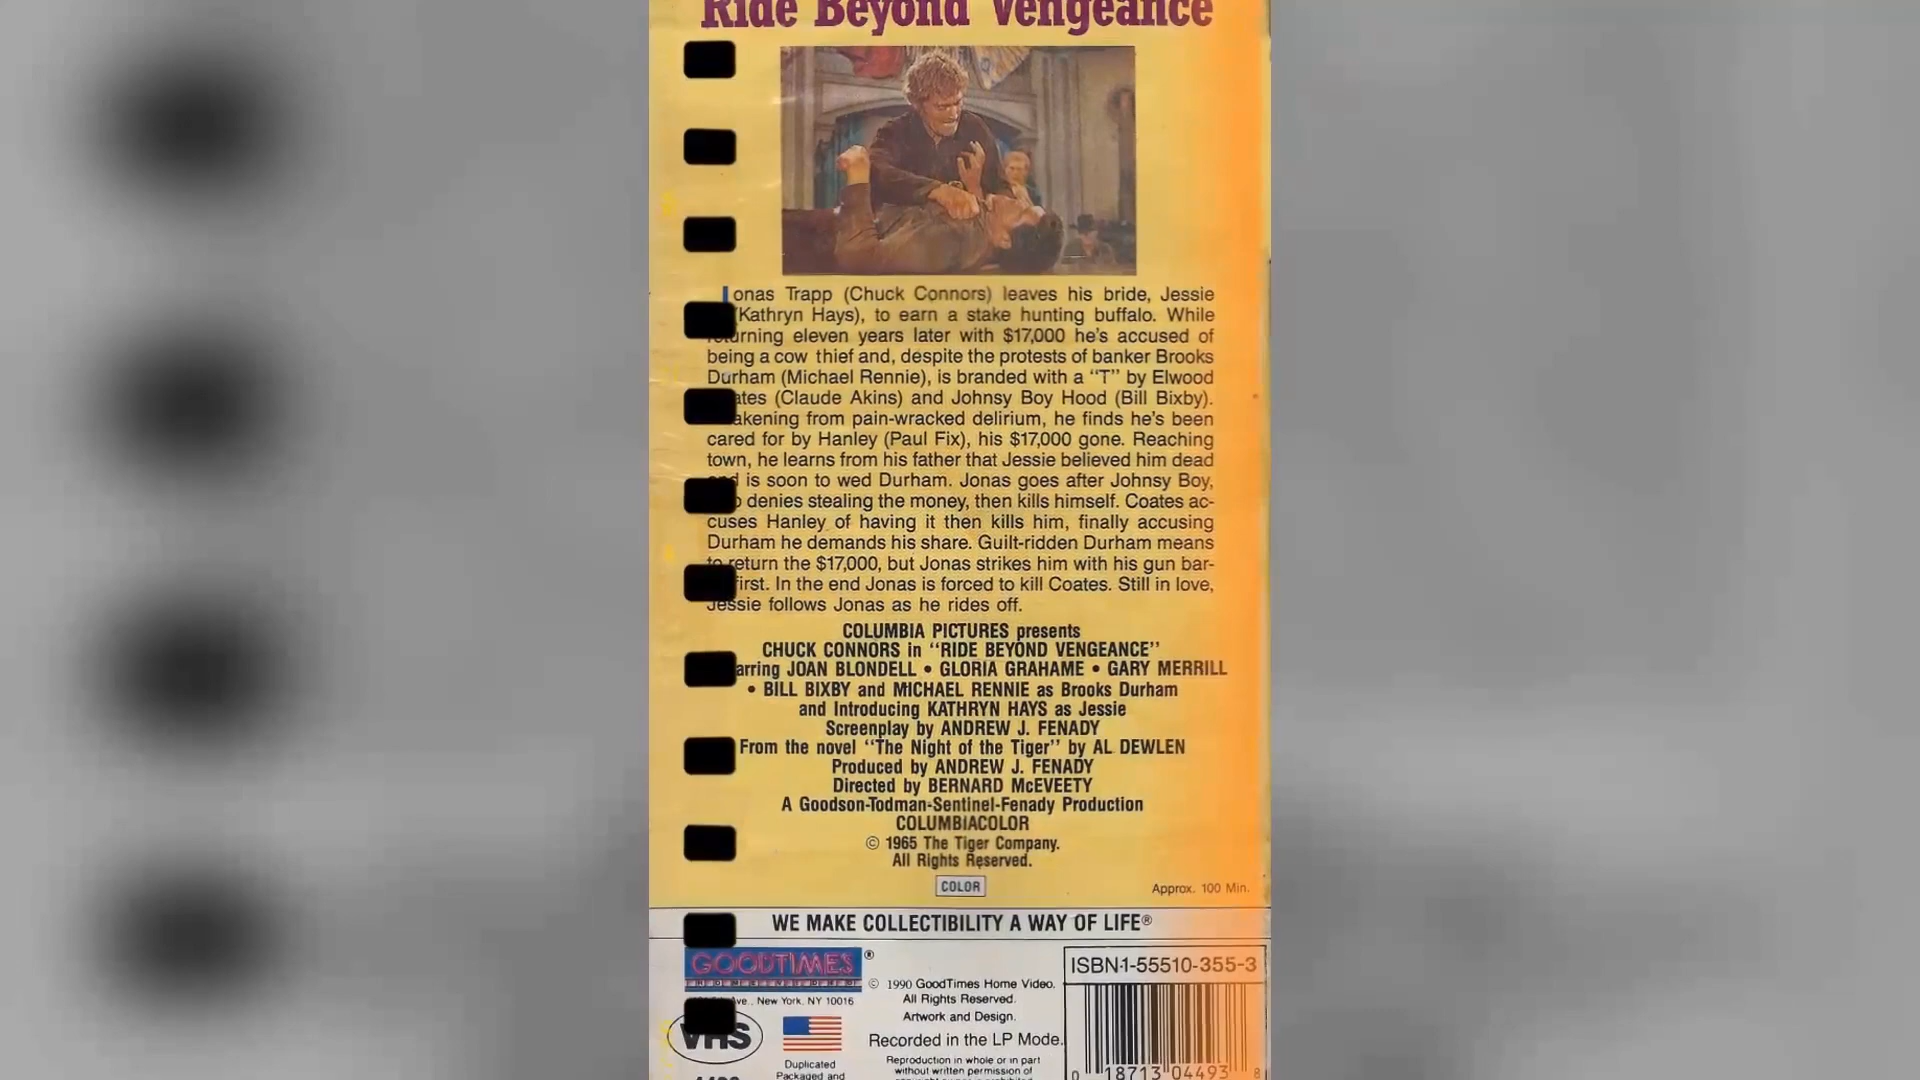 Ride Beyond Vengeance
onas Trapp (Chuck Connors) leaves his bride, Jessie
(Kathryn Hays), to earn a stake hunting buffalo. While
urning eleven years later with $17,000 he's accused of
being a cow thief and, despite the protests of banker Brooks
Durham (Michael Rennie), is branded with a "T" by Elwood
ates (Claude Akins) and Johnsy Boy Hood (Bill Bixby).
akening from pain-wracked delirium, he finds he's been
cared for by Hanley (Paul Fix), his $17,000 gone. Reaching
town, he learns from his father that Jessie believed him dead
is soon to wed Durham. Jonas goes after Johnsy Boy,
denies stealing the money, then kills himself. Coates ac-
cuses Hanley of having it then kills him, finally accusing
Durham he demands his share. Guilt-ridden Durham means
to return the $17,000, but Jonas strikes him with his gun bar-
first. In the end Jonas is forced to kill Coates. Still in love,
Jessie follows Jonas as he rides off.
COLUMBIA PICTURES presents
CHUCK CONNORS in "RIDE BEYOND VENGEANCE"
arring JOAN BLONDELL • GLORIA GRAHAME • GARY MERRILL
• BILL BIXBY and MICHAEL RENNIE as Brooks Durham
and Introducing KATHRYN HAYS as Jessie
Screenplay by ANDREW J. FENADY
From the novel "The Night of the Tiger" by AL DEWLEN
Produced by ANDREW J. FENADY
Directed by BERNARD McEVEETY
A Goodson-Todman-Sentinel-Fenady Production
COLUMBIACOLOR
© 1965 The Tiger Company.
All Rights Reserved.
COLOR
Approx. 100 Min.
WE MAKE COLLECTIBILITY A WAY OF LIFE®
GOODTIMES®
HOME VIDEO
Ave., New York, NY 10016
VHS
Duplicated
Packaged and
© 1990 GoodTimes Home Video.
All Rights Reserved.
Artwork and Design.
Recorded in the LP Mode.
Reproduction in whole or in part
without written permission of
ISBN-1-55510-355-3
0 18713 04493 8